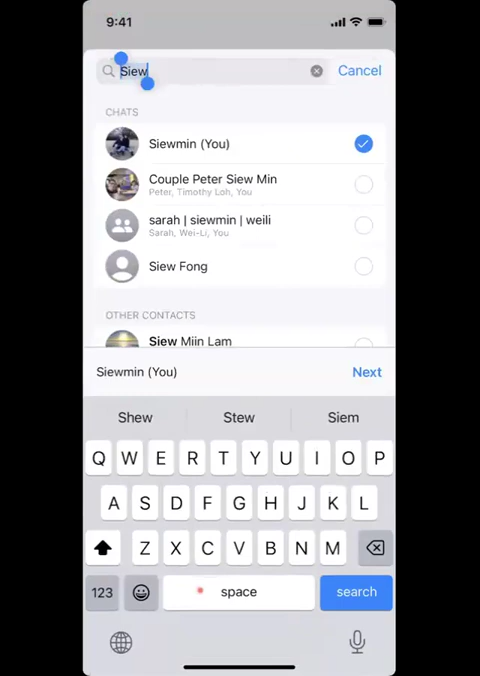 9:41
Siew
Cancel
CHATS
Siewmin (You)
Couple Peter Siew Min
Peter, Timothy Loh, You
sarah | siewmin | weili
Sarah, Wei-Li, You
Siew Fong
OTHER CONTACTS
Siew Miin Lam
Siewmin (You)
Next
Shew Stew Siem
Q W E R T Y U I O P
A S D F G H J K L
Z X C V B N M
123 space search